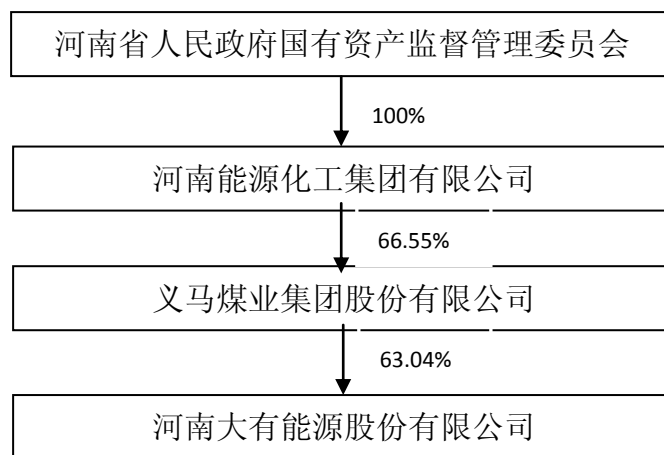 河南省人民政府国有资产监督管理委员会
100%
河南能源化工集团有限公司
66.55%
义马煤业集团股份有限公司
63.04%
河南大有能源股份有限公司